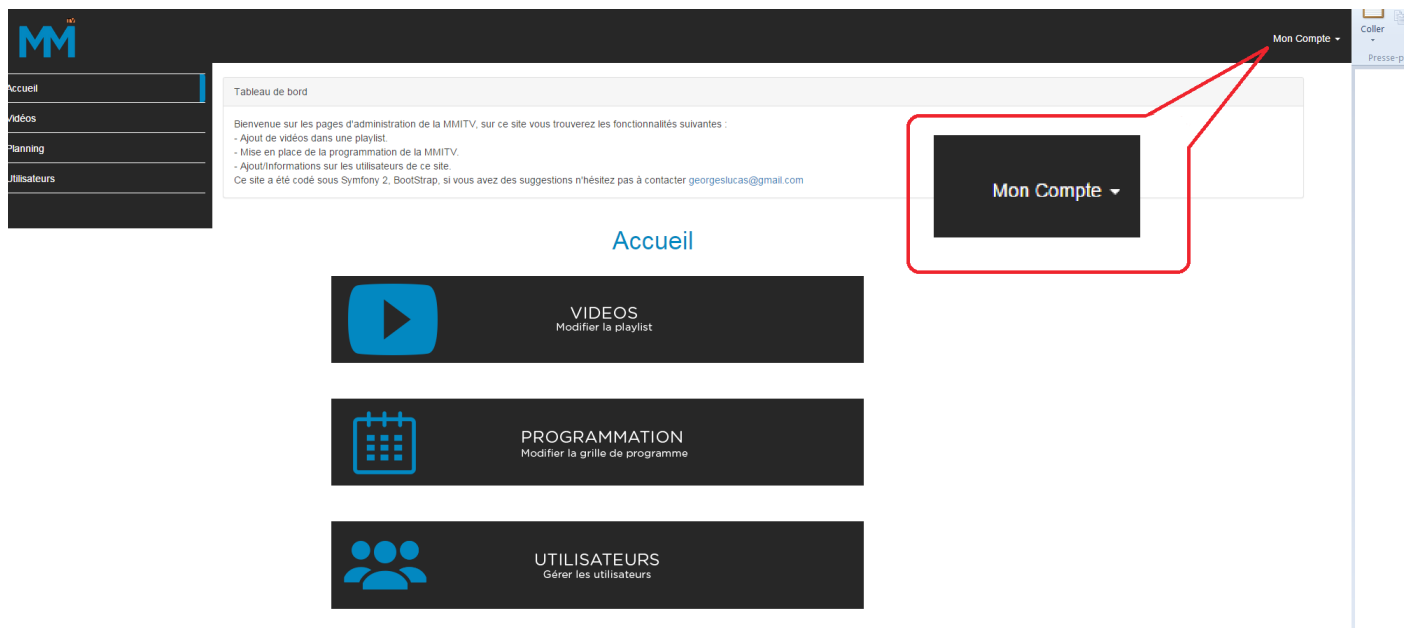 MM
Mon Compte
Coller
Presse-p
Accueil
Vidéos
Planning
Utilisateurs
Tableau de bord
Bienvenue sur les pages d'administration de la MMITV, sur ce site vous trouverez les fonctionnalités suivantes :
- Ajout de vidéos dans une playlist.
- Mise en place de la programmation de la MMITV.
- Ajout/Informations sur les utilisateurs de ce site.
Ce site a été codé sous Symfony 2, BootStrap, si vous avez des suggestions n'hésitez pas à contacter georgeslucas@gmail.com
Mon Compte
Accueil
VIDEOS
Modifier la playlist
PROGRAMMATION
Modifier la grille de programme
UTILISATEURS
Gérer les utilisateurs